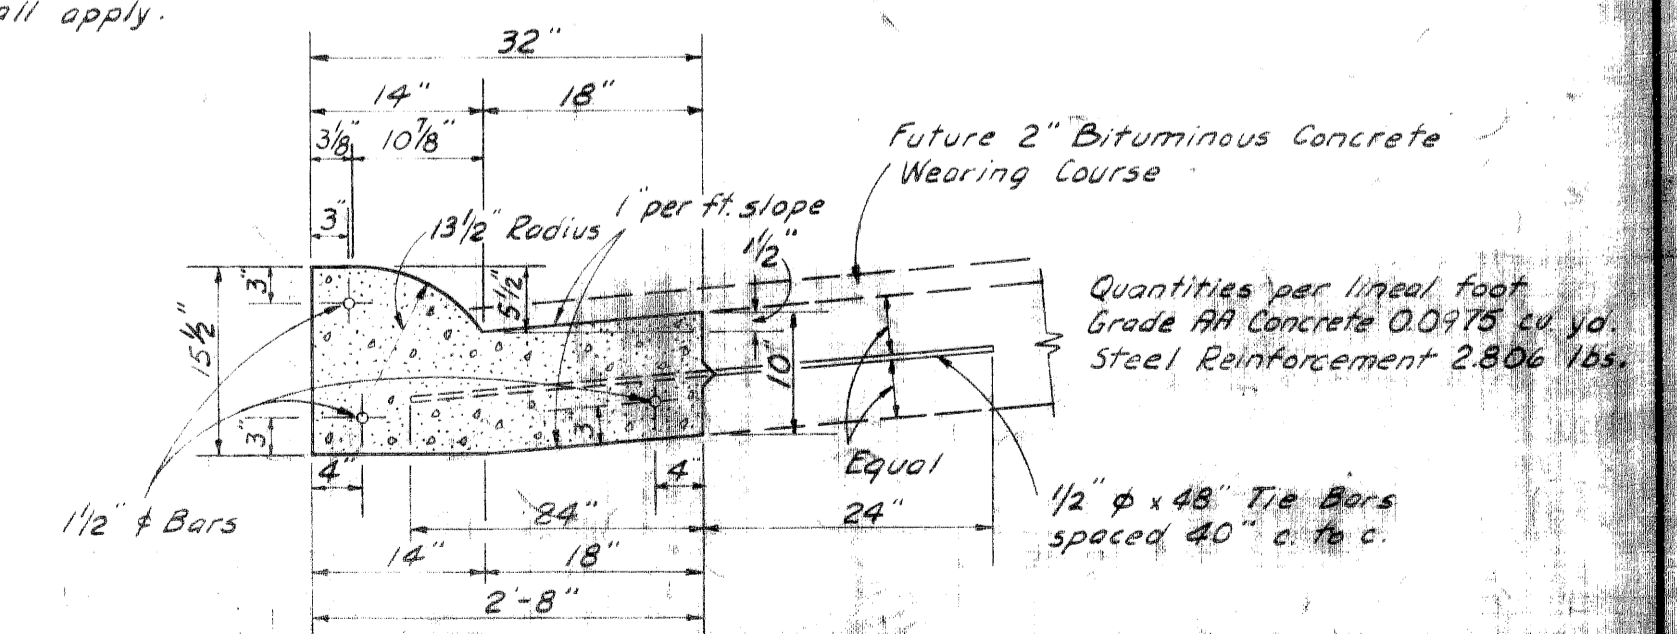 all apply.
32"
14" 18"
3 1/8" 10 7/8"
Future 2" Bituminous Concrete
Wearing Course
3"
13 1/2" Radius
1" per ft. slope
1 1/2"
3"
5 1/2"
15 1/2"
10"
Quantities per lineal foot
Grade AA Concrete 0.0975 cu yd.
Steel Reinforcement 2.806 lbs.
3"
3"
4" 4"
Equal
1 1/2" ϕ Bars
84" 24"
1/2" ϕ x 48" Tie Bars
spaced 40" c. to c.
14" 18"
2'-8"